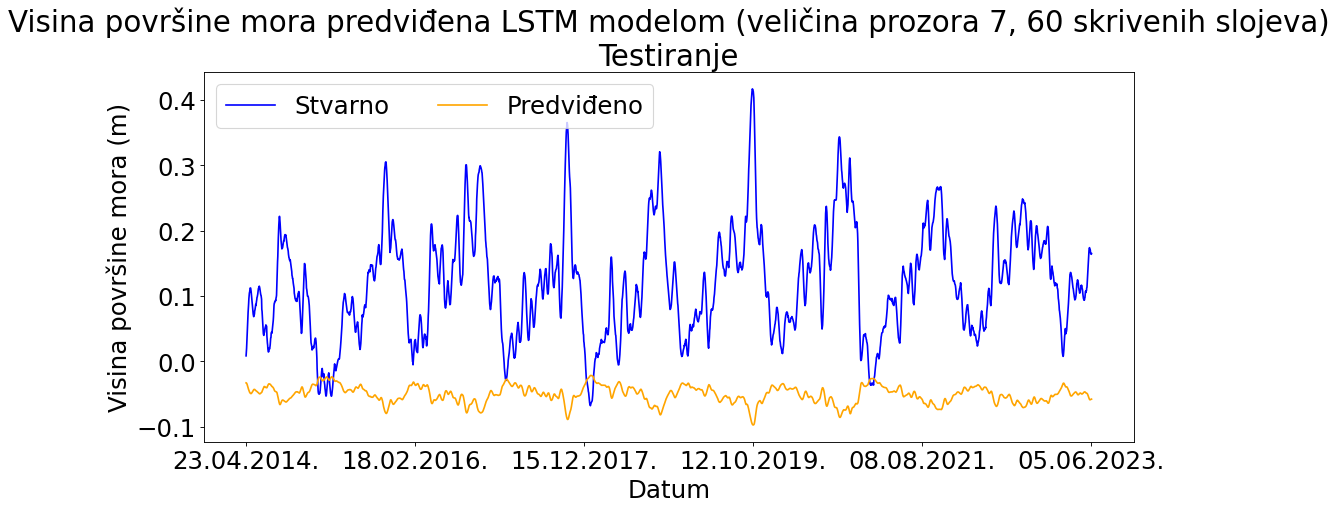 Visina površine mora predviđena LSTM modelom (veličina prozora 7, 60 skrivenih slojeva)
Testiranje
Stvarno
Predviđeno
Visina površine mora (m)
0.4
0.3
0.2
0.1
0.0
−0.1
23.04.2014.
18.02.2016.
15.12.2017.
12.10.2019.
08.08.2021.
05.06.2023.
Datum